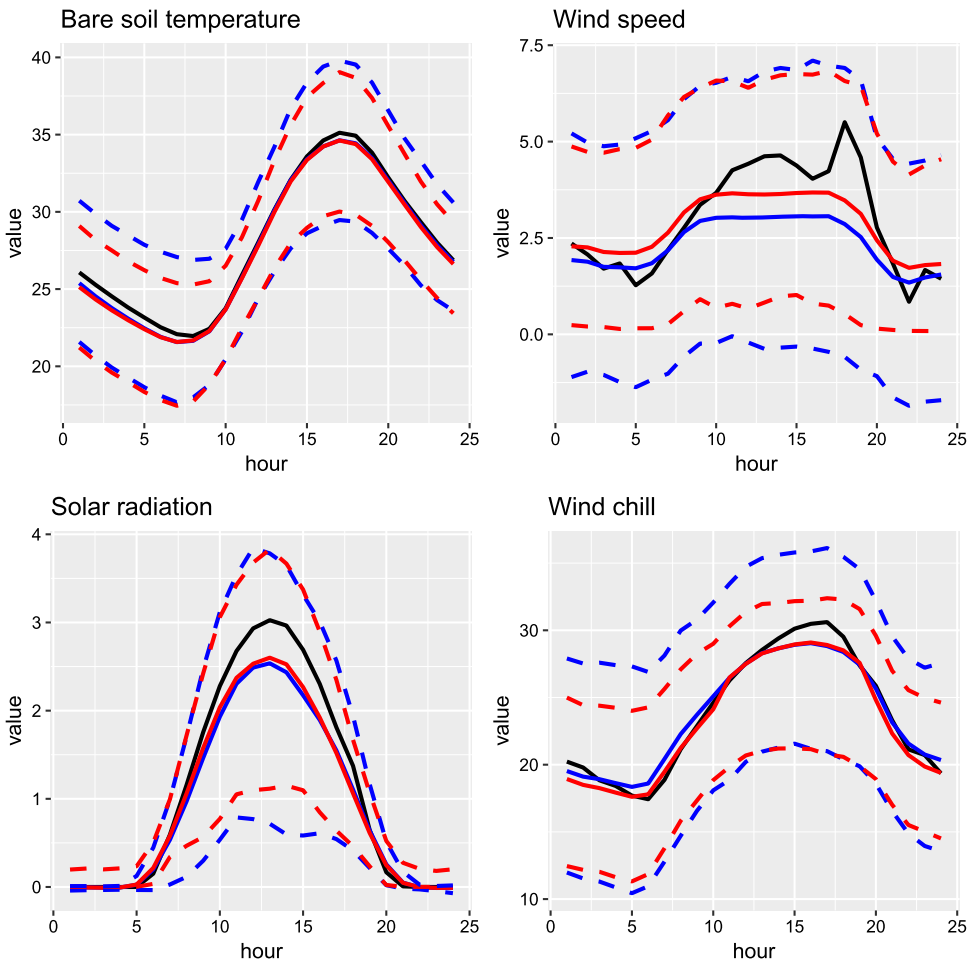 Bare soil temperature
value
40
35
30
25
20
0 5 10 15 20 25
hour
Wind speed
value
7.5
5.0
2.5
0.0
0 5 10 15 20 25
hour
Solar radiation
value
4
3
2
1
0
0 5 10 15 20 25
hour
Wind chill
value
30
20
10
0 5 10 15 20 25
hour